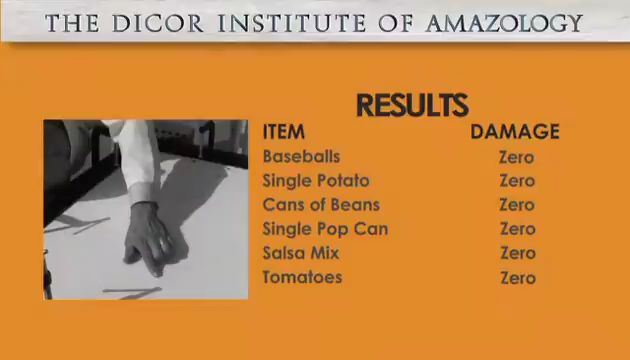 THE DICOR INSTITUTE OF AMAZOLOGY
RESULTS
ITEM DAMAGE
Baseballs Zero
Single Potato Zero
Cans of Beans Zero
Single Pop Can Zero
Salsa Mix Zero
Tomatoes Zero